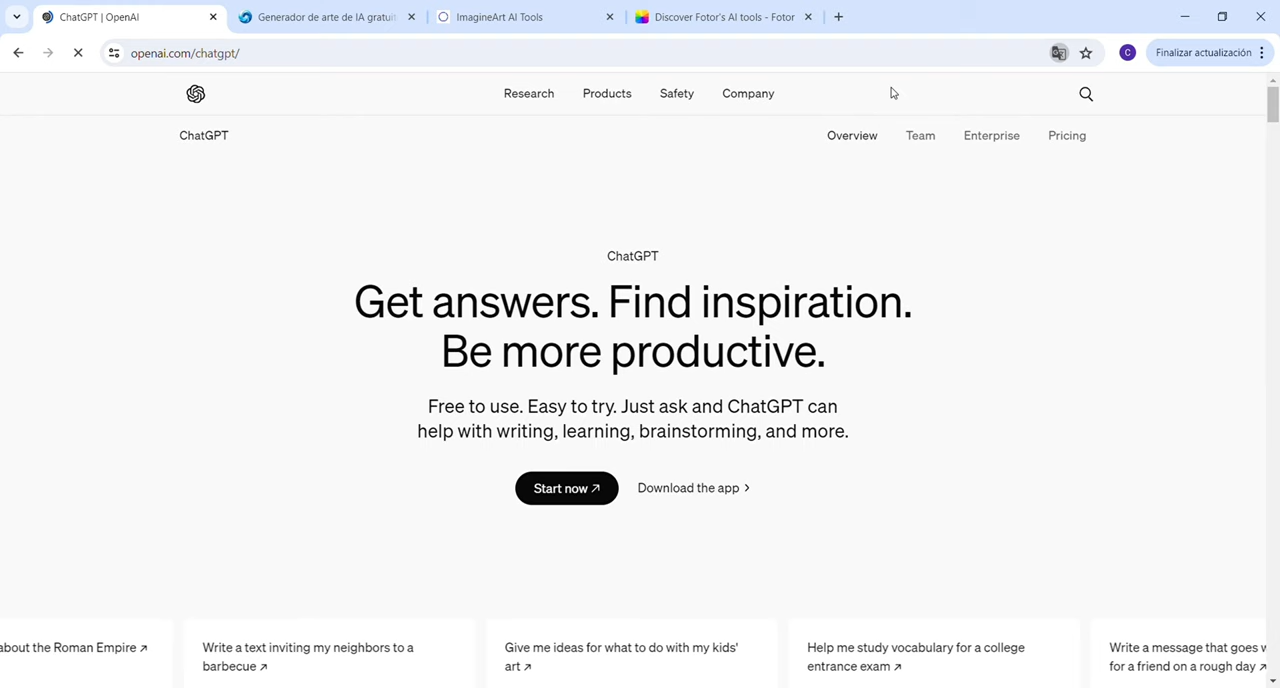 ChatGPT | OpenAI
Generador de arte de IA gratuit
ImagineArt AI Tools
Discover Fotor's AI tools - Fotor
openai.com/chatgpt/
C
Finalizar actualización
Research
Products
Safety
Company
ChatGPT
Overview
Team
Enterprise
Pricing
ChatGPT
Get answers. Find inspiration.
Be more productive.
Free to use. Easy to try. Just ask and ChatGPT can
help with writing, learning, brainstorming, and more.
Start now ↗
Download the app >
about the Roman Empire ↗
Write a text inviting my neighbors to a
barbecue ↗
Give me ideas for what to do with my kids'
art ↗
Help me study vocabulary for a college
entrance exam ↗
Write a message that goes w
for a friend on a rough day ↗